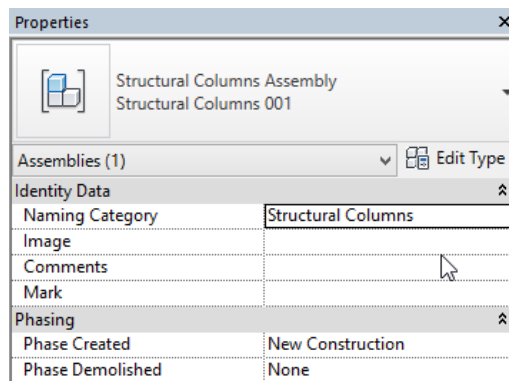 Properties
Structural Columns Assembly
Structural Columns 001
Assemblies (1) Edit Type
Identity Data
Naming Category Structural Columns
Image
Comments
Mark
Phasing
Phase Created New Construction
Phase Demolished None